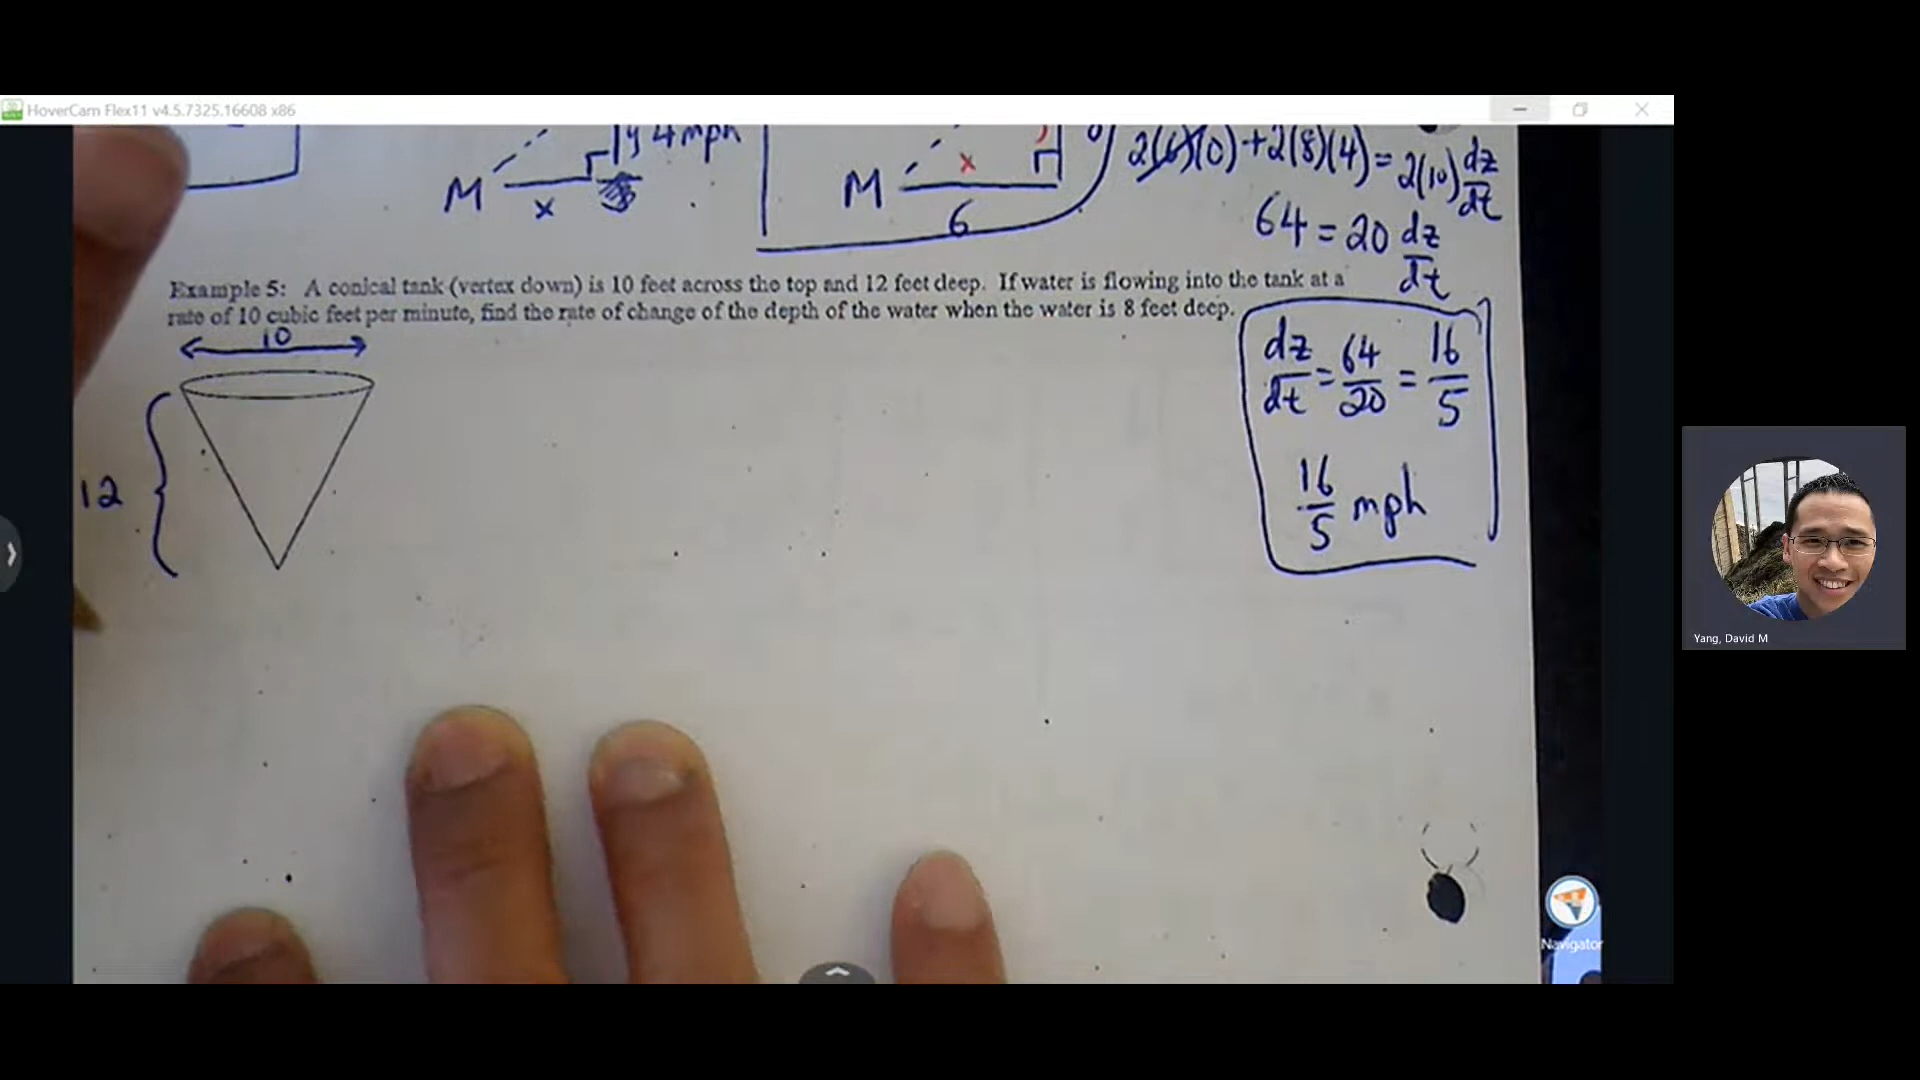 HoverCam Flex11 v4.5.7325.16608 x86
y 4mph
M
x
x
M
6
2(6)(0)+2(8)(4)=2(10)dz/dt
64=20 dz/dt
Example 5: A conical tank (vertex down) is 10 feet across the top and 12 feet deep. If water is flowing into the tank at a
rate of 10 cubic feet per minute, find the rate of change of the depth of the water when the water is 8 feet deep.
10
12
dz/dt=64/20=16/5
16/5 mph
Navigator
Yang, David M